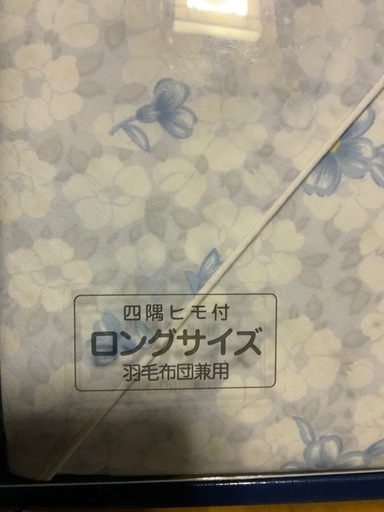 四隅ヒモ付
ロングサイズ
羽毛布団兼用